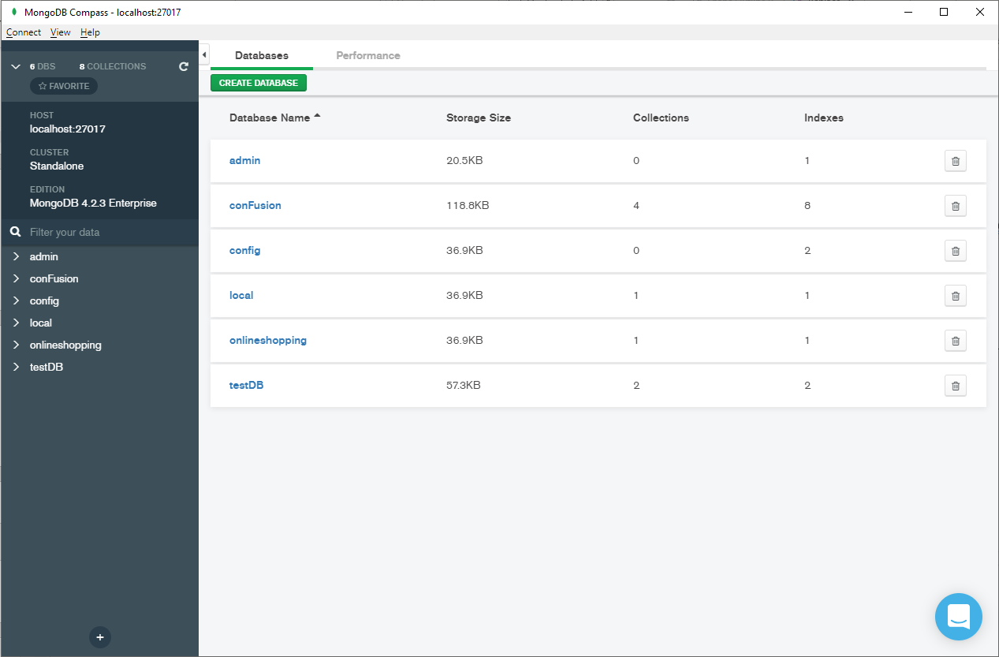 MongoDB Compass - localhost:27017
Connect View Help
6 DBS 8 COLLECTIONS
FAVORITE
HOST
localhost:27017
CLUSTER
Standalone
EDITION
MongoDB 4.2.3 Enterprise
Filter your data
admin
conFusion
config
local
onlineshopping
testDB
Databases Performance
CREATE DATABASE
Database Name Storage Size Collections Indexes
admin 20.5KB 0 1
conFusion 118.8KB 4 8
config 36.9KB 0 2
local 36.9KB 1 1
onlineshopping 36.9KB 1 1
testDB 57.3KB 2 2